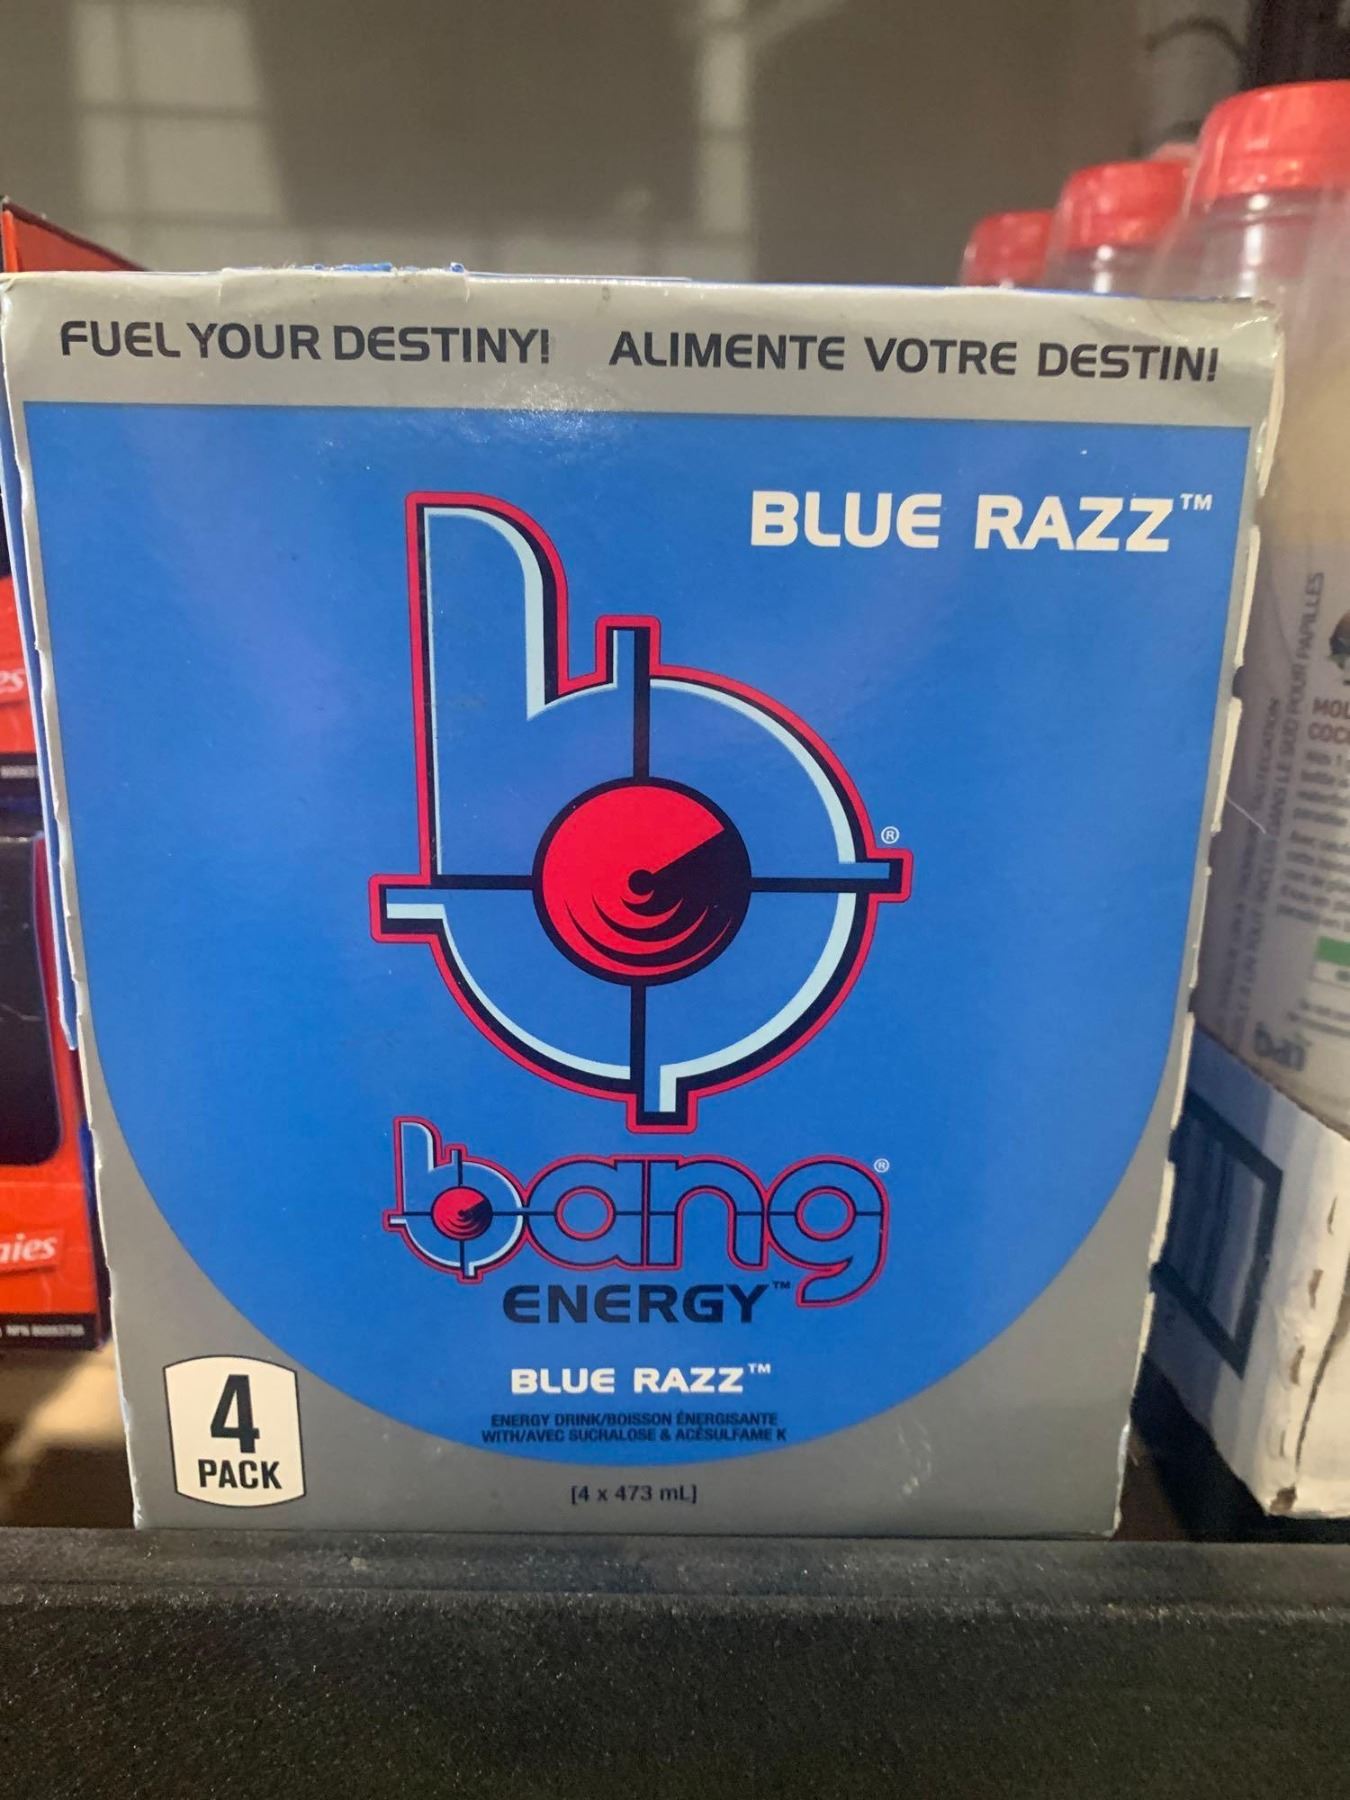 FUEL YOUR DESTINY! ALIMENTE VOTRE DESTIN!
BLUE RAZZ™
®
bang®
ENERGY™
BLUE RAZZ™
ENERGY DRINK/BOISSON ÉNERGISANTE
WITH/AVEC SUCRALOSE & ACÉSULFAME K
4
PACK
[4 x 473 mL]